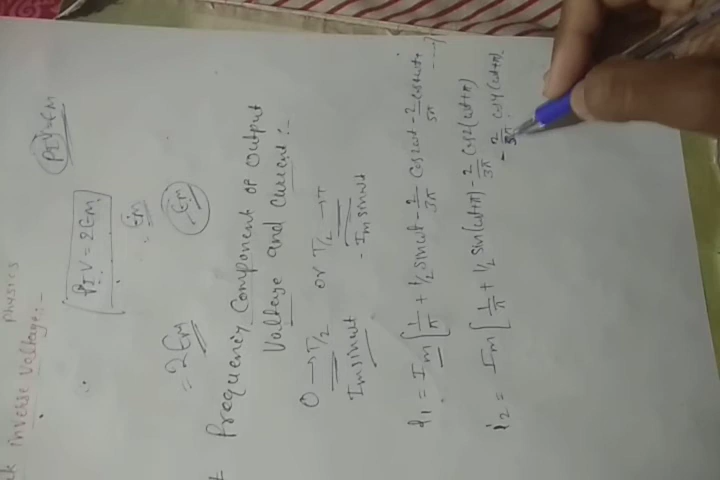 Physics
Inverse Voltage:-
PIV = 2Em
PIV = Em
Em
Em
= 2Em
Frequency Component of Output
Voltage and Current:-
0 → T/2 or T/2 → T
Im sinωt - Im sinωt
i1 = Im [ 1/π + 1/2 sinωt - 2/3π cos2ωt - 2/5π cos4ωt
i2 = Im [ 1/π + 1/2 sin(ωt+π) - 2/3π cos2(ωt+π)
- 2/5π cos4(ωt+π)